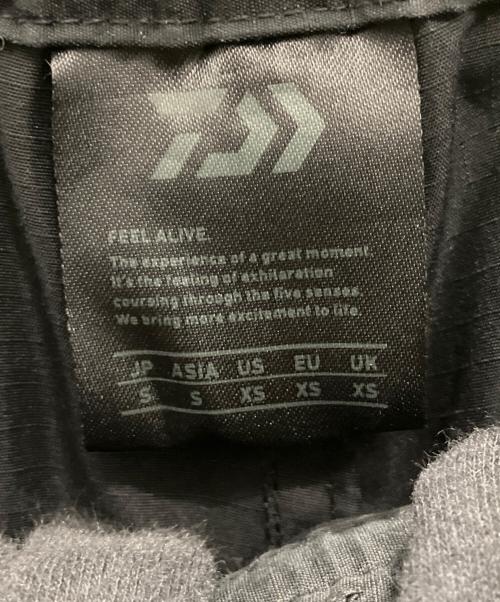 FEEL ALIVE.
The experience of a great moment.
It's the feeling of exhilaration
coursing through the five senses.
We bring more excitement to life.
JP ASIA US EU UK
S S XS XS XS